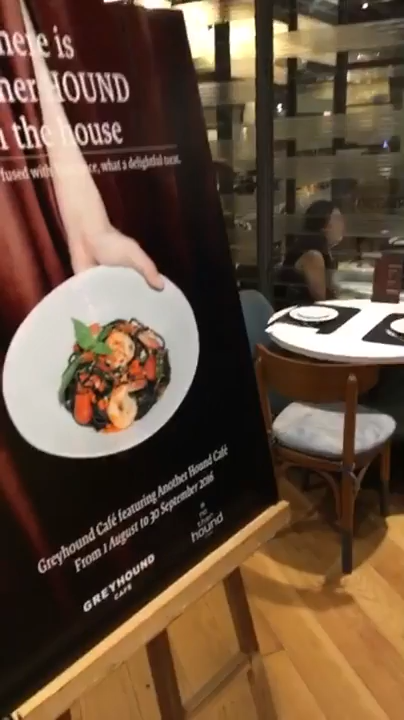 here is
her HOUND
n the house
fused with spice, what a delightful treat.
Greyhound Café featuring Another Hound Café
From 1 August to 30 September 2016
GREYHOUND
CAFÉ
hound